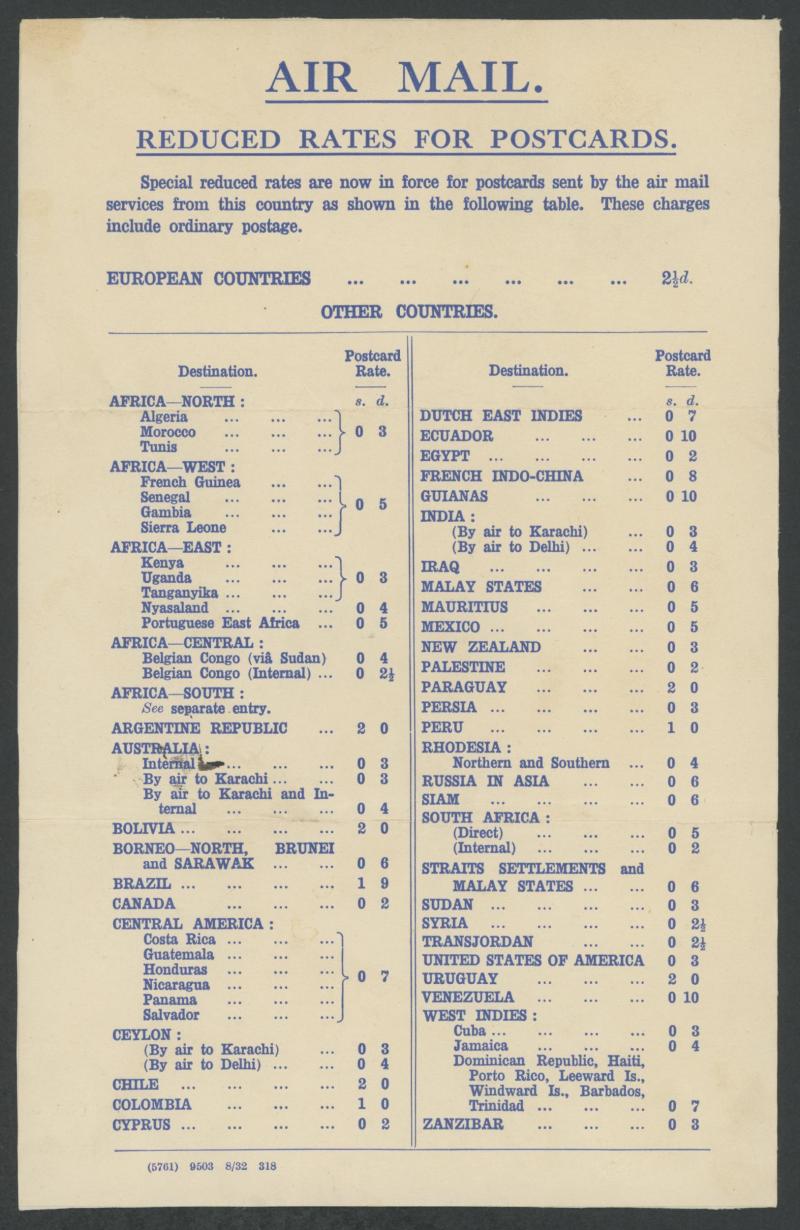 AIR MAIL.
REDUCED RATES FOR POSTCARDS.
Special reduced rates are now in force for postcards sent by the air mail
services from this country as shown in the following table. These charges
include ordinary postage.
EUROPEAN COUNTRIES ... ... ... ... ... ... 2½d.
OTHER COUNTRIES.
Destination. Postcard Rate.
s. d.
AFRICA—NORTH :
Algeria ... ... ...
Morocco ... ... ... } 0 3
Tunis ... ... ...
AFRICA—WEST :
French Guinea ... ...
Senegal ... ... ...
Gambia ... ... ... } 0 5
Sierra Leone ... ...
AFRICA—EAST :
Kenya ... ... ...
Uganda ... ... ... } 0 3
Tanganyika ... ... ...
Nyasaland ... ... ... 0 4
Portuguese East Africa ... 0 5
AFRICA—CENTRAL :
Belgian Congo (viâ Sudan) 0 4
Belgian Congo (Internal) ... 0 2½
AFRICA—SOUTH :
See separate entry.
ARGENTINE REPUBLIC ... 2 0
AUSTRALIA :
Internal ... ... ... 0 3
By air to Karachi ... ... 0 3
By air to Karachi and In-
ternal ... ... ... 0 4
BOLIVIA ... ... ... ... 2 0
BORNEO—NORTH, BRUNEI
and SARAWAK ... ... 0 6
BRAZIL ... ... ... ... 1 9
CANADA ... ... ... 0 2
CENTRAL AMERICA :
Costa Rica ... ... ...
Guatemala ... ... ...
Honduras ... ... ...
Nicaragua ... ... ... } 0 7
Panama ... ... ...
Salvador ... ... ...
CEYLON :
(By air to Karachi) ... 0 3
(By air to Delhi) ... ... 0 4
CHILE ... ... ... ... 2 0
COLOMBIA ... ... ... 1 0
CYPRUS ... ... ... ... 0 2
Destination. Postcard Rate.
s. d.
DUTCH EAST INDIES ... 0 7
ECUADOR ... ... ... 0 10
EGYPT ... ... ... ... 0 2
FRENCH INDO-CHINA ... 0 8
GUIANAS ... ... ... 0 10
INDIA :
(By air to Karachi) ... 0 3
(By air to Delhi) ... ... 0 4
IRAQ ... ... ... ... 0 3
MALAY STATES ... ... 0 6
MAURITIUS ... ... ... 0 5
MEXICO ... ... ... ... 0 5
NEW ZEALAND ... ... 0 3
PALESTINE ... ... ... 0 2
PARAGUAY ... ... ... 2 0
PERSIA ... ... ... ... 0 3
PERU ... ... ... ... 1 0
RHODESIA :
Northern and Southern ... 0 4
RUSSIA IN ASIA ... ... 0 6
SIAM ... ... ... ... 0 6
SOUTH AFRICA :
(Direct) ... ... ... 0 5
(Internal) ... ... ... 0 2
STRAITS SETTLEMENTS and
MALAY STATES ... ... 0 6
SUDAN ... ... ... ... 0 3
SYRIA ... ... ... ... 0 2½
TRANSJORDAN ... ... 0 2½
UNITED STATES OF AMERICA 0 3
URUGUAY ... ... ... 2 0
VENEZUELA ... ... ... 0 10
WEST INDIES :
Cuba ... ... ... ... 0 3
Jamaica ... ... ... 0 4
Dominican Republic, Haiti,
Porto Rico, Leeward Is.,
Windward Is., Barbados,
Trinidad ... ... ... 0 7
ZANZIBAR ... ... ... 0 3
(5761) 9503 8/32 318